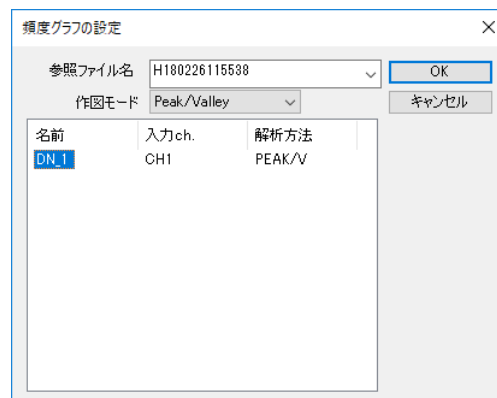 頻度グラフの設定
参照ファイル名 H180226115538 OK
作図モード Peak/Valley キャンセル
名前 入力ch. 解析方法
DN_1 CH1 PEAK/V